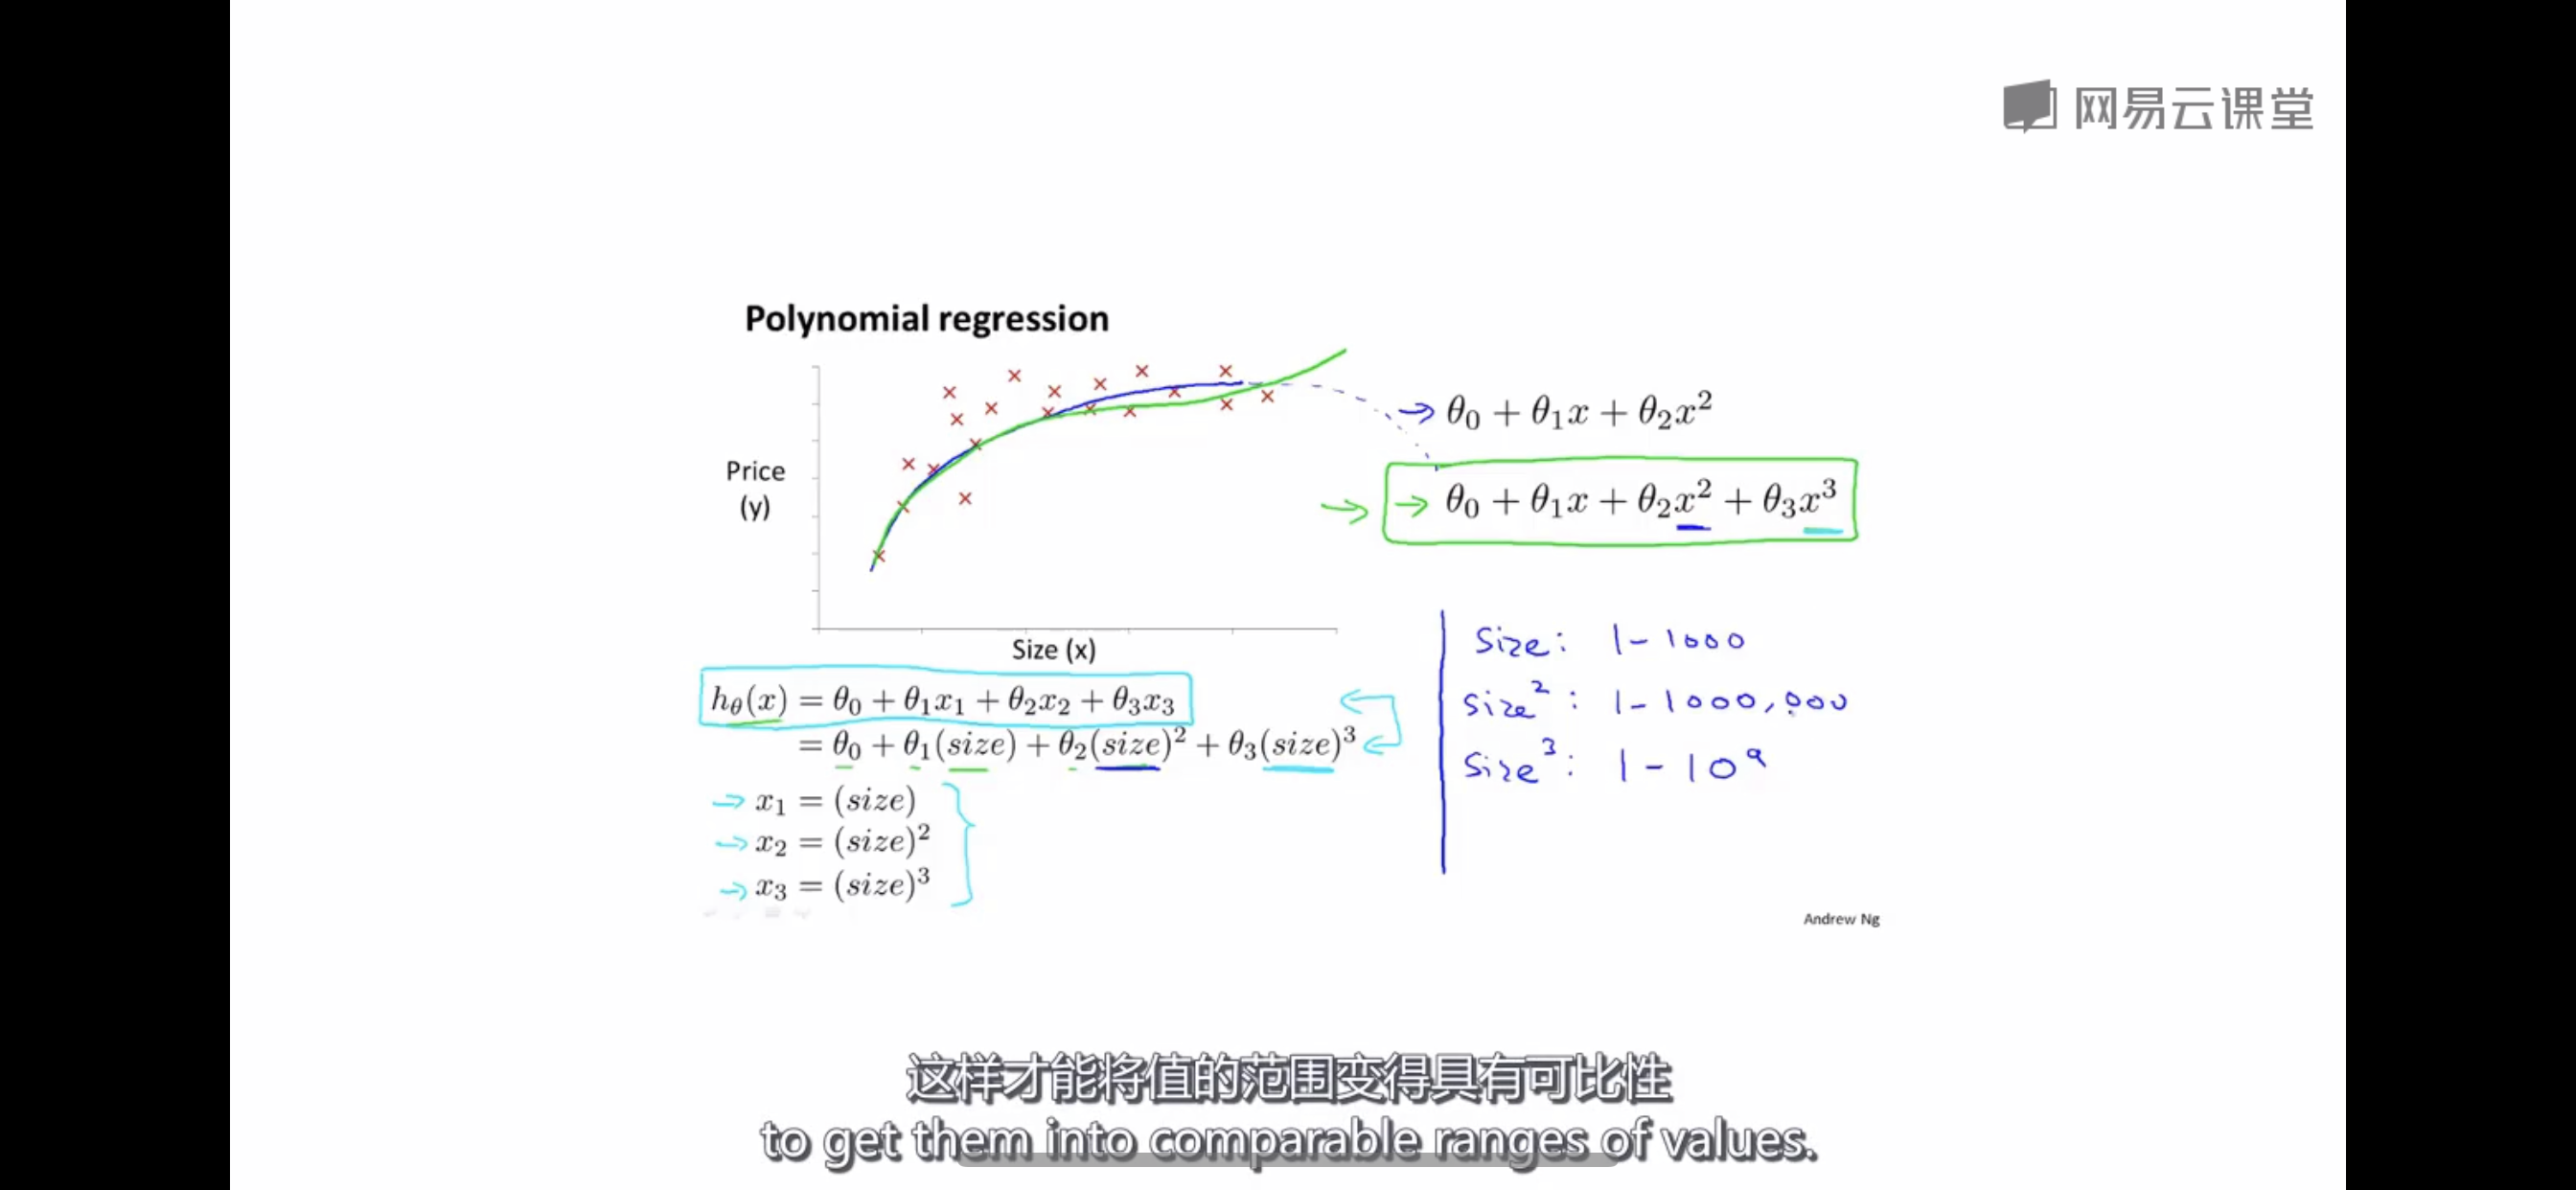 网易云课堂
Polynomial regression
Price
(y)
Size (x)
θ₀ + θ₁x + θ₂x²
θ₀ + θ₁x + θ₂x² + θ₃x³
hθ(x) = θ₀ + θ₁x₁ + θ₂x₂ + θ₃x₃
= θ₀ + θ₁(size) + θ₂(size)² + θ₃(size)³
x₁ = (size)
x₂ = (size)²
x₃ = (size)³
Size: 1-1000
Size²: 1-1000,000
Size³: 1-10⁹
Andrew Ng
这样才能将值的范围变得具有可比性
to get them into comparable ranges of values.